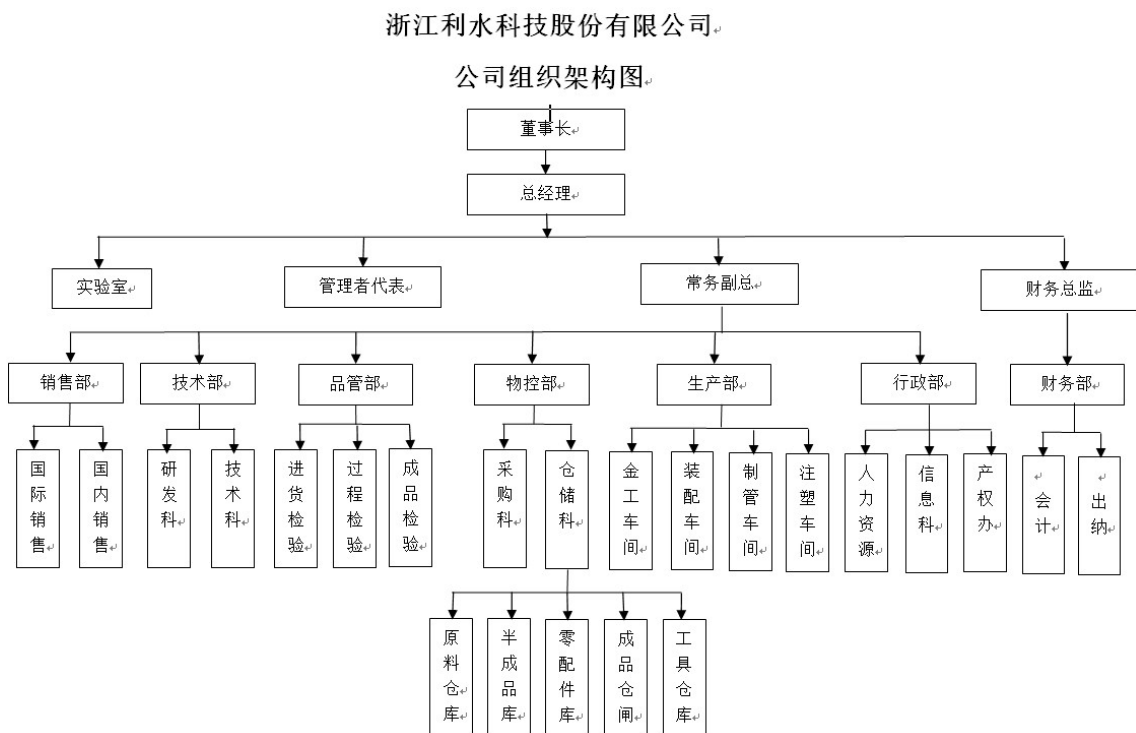 浙江利水科技股份有限公司
公司组织架构图
董事长
总经理
实验室
管理者代表
常务副总
财务总监
销售部
技术部
品管部
物控部
生产部
行政部
财务部
国际销售
国内销售
研发科
技术科
进货检验
过程检验
成品检验
采购科
仓储科
金工车间
装配车间
制管车间
注塑车间
人力资源
信息科
产权办
会计
出纳
原料仓库
半成品库
零配件库
成品仓闸
工具仓库